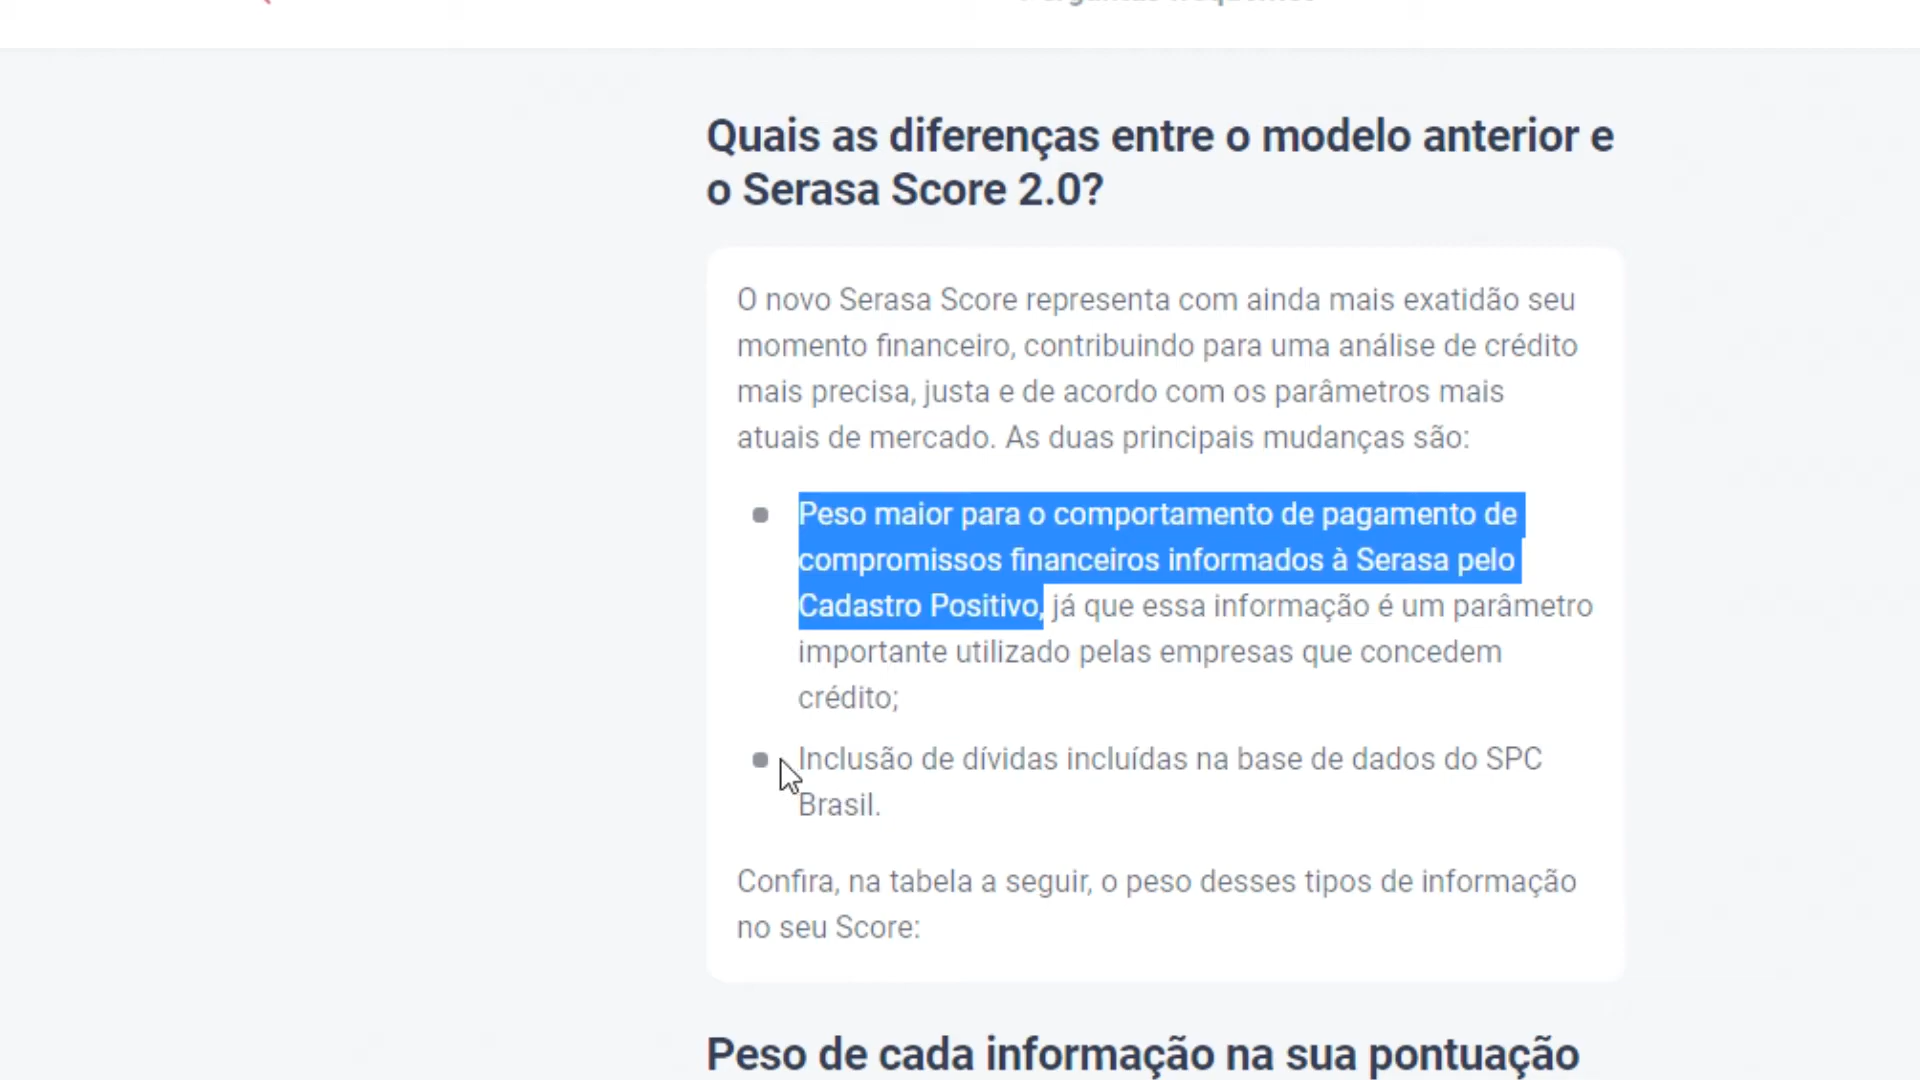 Quais as diferenças entre o modelo anterior e
o Serasa Score 2.0?
O novo Serasa Score representa com ainda mais exatidão seu
momento financeiro, contribuindo para uma análise de crédito
mais precisa, justa e de acordo com os parâmetros mais
atuais de mercado. As duas principais mudanças são:
Peso maior para o comportamento de pagamento de
compromissos financeiros informados à Serasa pelo
Cadastro Positivo, já que essa informação é um parâmetro
importante utilizado pelas empresas que concedem
crédito;
Inclusão de dívidas incluídas na base de dados do SPC
Brasil.
Confira, na tabela a seguir, o peso desses tipos de informação
no seu Score:
Peso de cada informação na sua pontuação